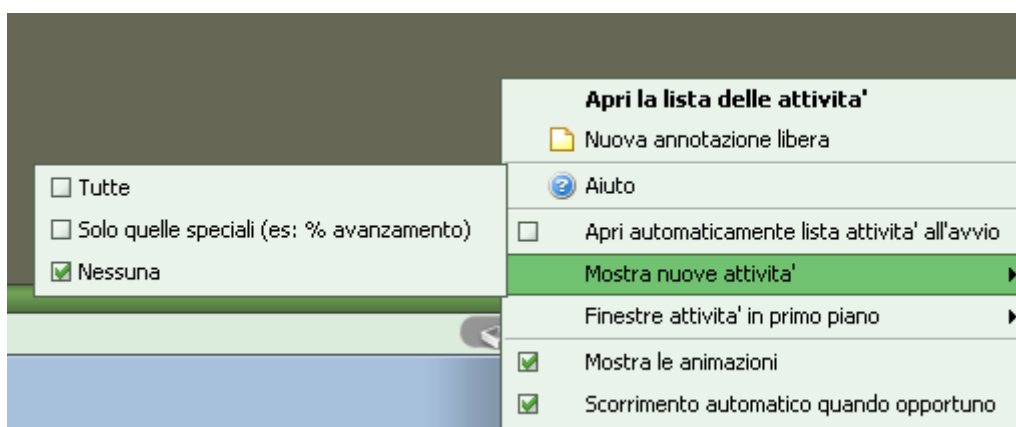 Apri la lista delle attivita'
Nuova annotazione libera
Aiuto
Apri automaticamente lista attivita' all'avvio
Mostra nuove attivita'
Tutte
Solo quelle speciali (es: % avanzamento)
Nessuna
Finestre attivita' in primo piano
Mostra le animazioni
Scorrimento automatico quando opportuno